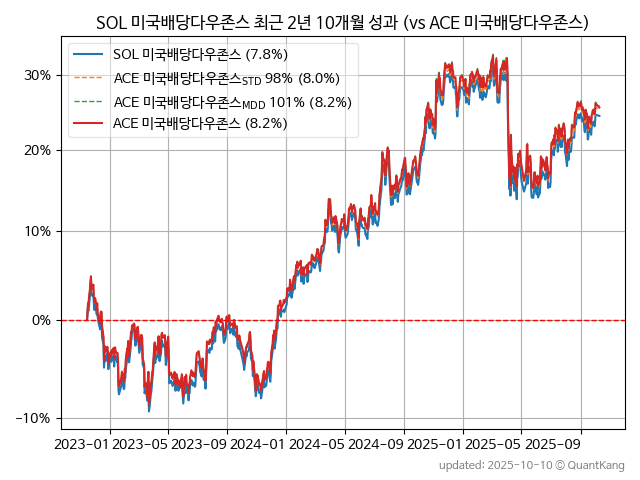 SOL 미국배당다우존스 최근 2년 10개월 성과 (vs ACE 미국배당다우존스)
SOL 미국배당다우존스 (7.8%)
ACE 미국배당다우존스STD 98% (8.0%)
ACE 미국배당다우존스MDD 101% (8.2%)
ACE 미국배당다우존스 (8.2%)
30%
20%
10%
0%
−10%
2023−01 2023−05 2023−09 2024−01 2024−05 2024−09 2025−01 2025−05 2025−09
updated: 2025-10-10 © QuantKang